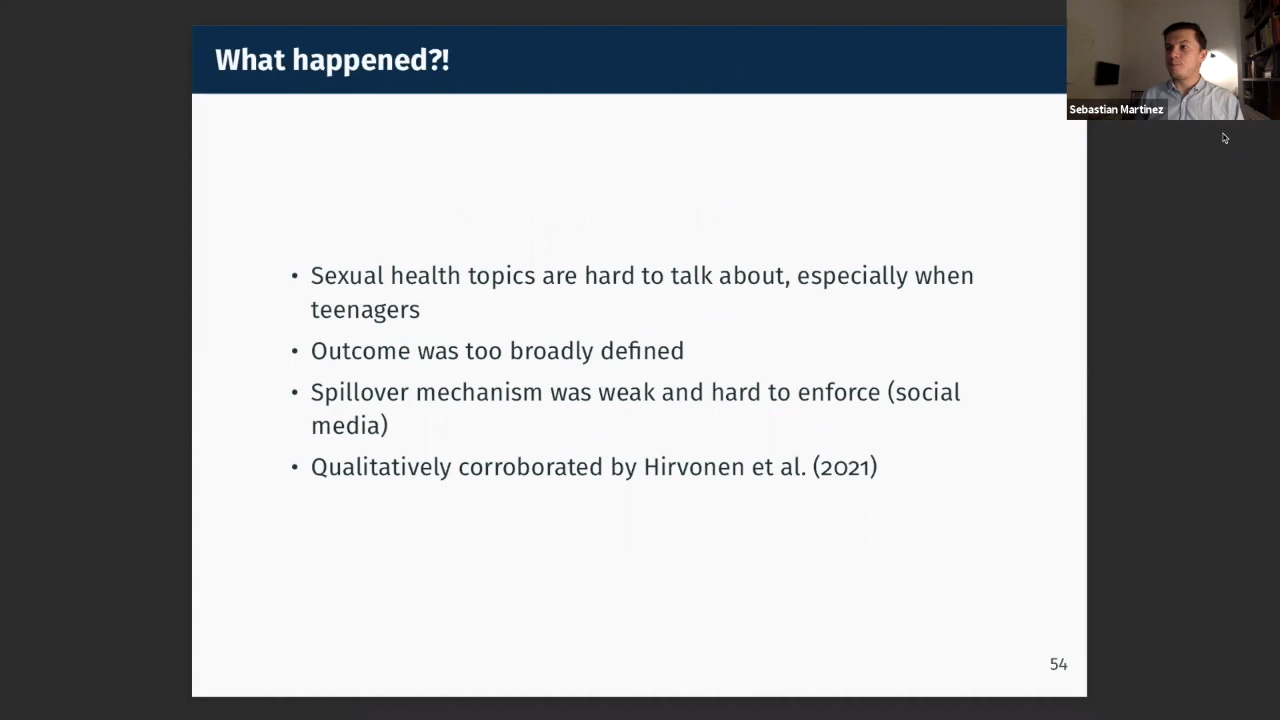 What happened?!
Sebastian Martinez
• Sexual health topics are hard to talk about, especially when
teenagers
• Outcome was too broadly defined
• Spillover mechanism was weak and hard to enforce (social
media)
• Qualitatively corroborated by Hirvonen et al. (2021)
54